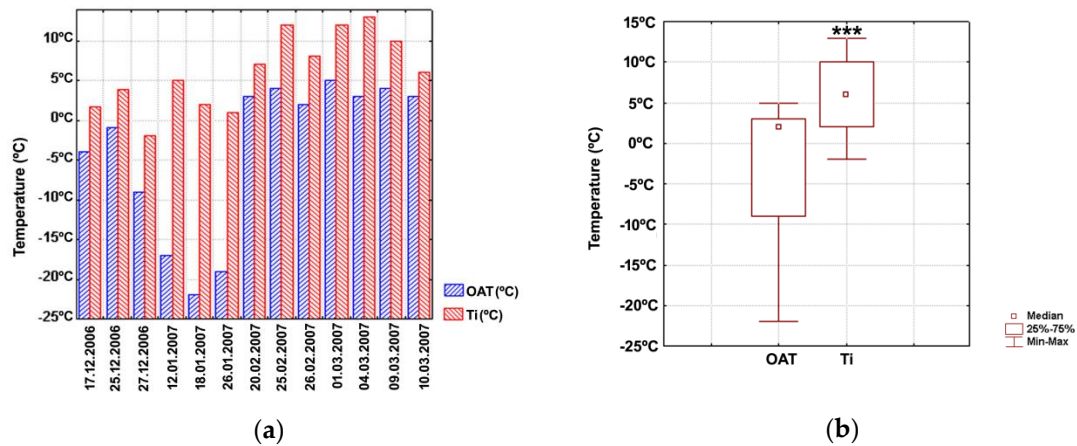 10ºC
5ºC
0ºC
-5ºC
-10ºC
-15ºC
-20ºC
-25ºC
Temperature (ºC)
17.12.2006
25.12.2006
27.12.2006
12.01.2007
18.01.2007
26.01.2007
20.02.2007
25.02.2007
26.02.2007
01.03.2007
04.03.2007
09.03.2007
10.03.2007
OAT (ºC)
Ti (ºC)
(a)
15ºC
10ºC
5ºC
0ºC
-5ºC
-10ºC
-15ºC
-20ºC
-25ºC
Temperature (ºC)
***
OAT
Ti
Median
25%-75%
Min-Max
(b)